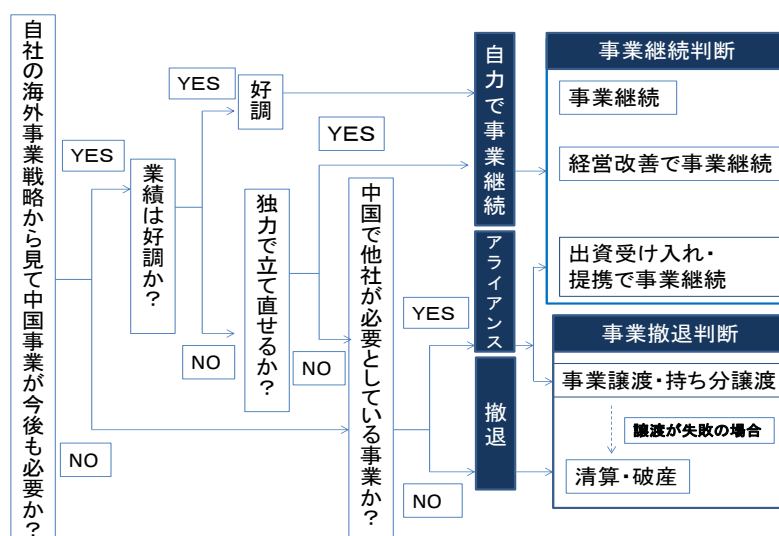 自社の海外事業戦略から見て中国事業が今後も必要か？
YES
NO
業績は好調か？
YES
NO
好調
独力で立て直せるか？
YES
NO
中国で他社が必要としている事業か？
YES
NO
自力で事業継続
アライアンス
撤退
事業継続判断
事業継続
経営改善で事業継続
出資受け入れ・
提携で事業継続
事業撤退判断
事業譲渡・持ち分譲渡
譲渡が失敗の場合
清算・破産